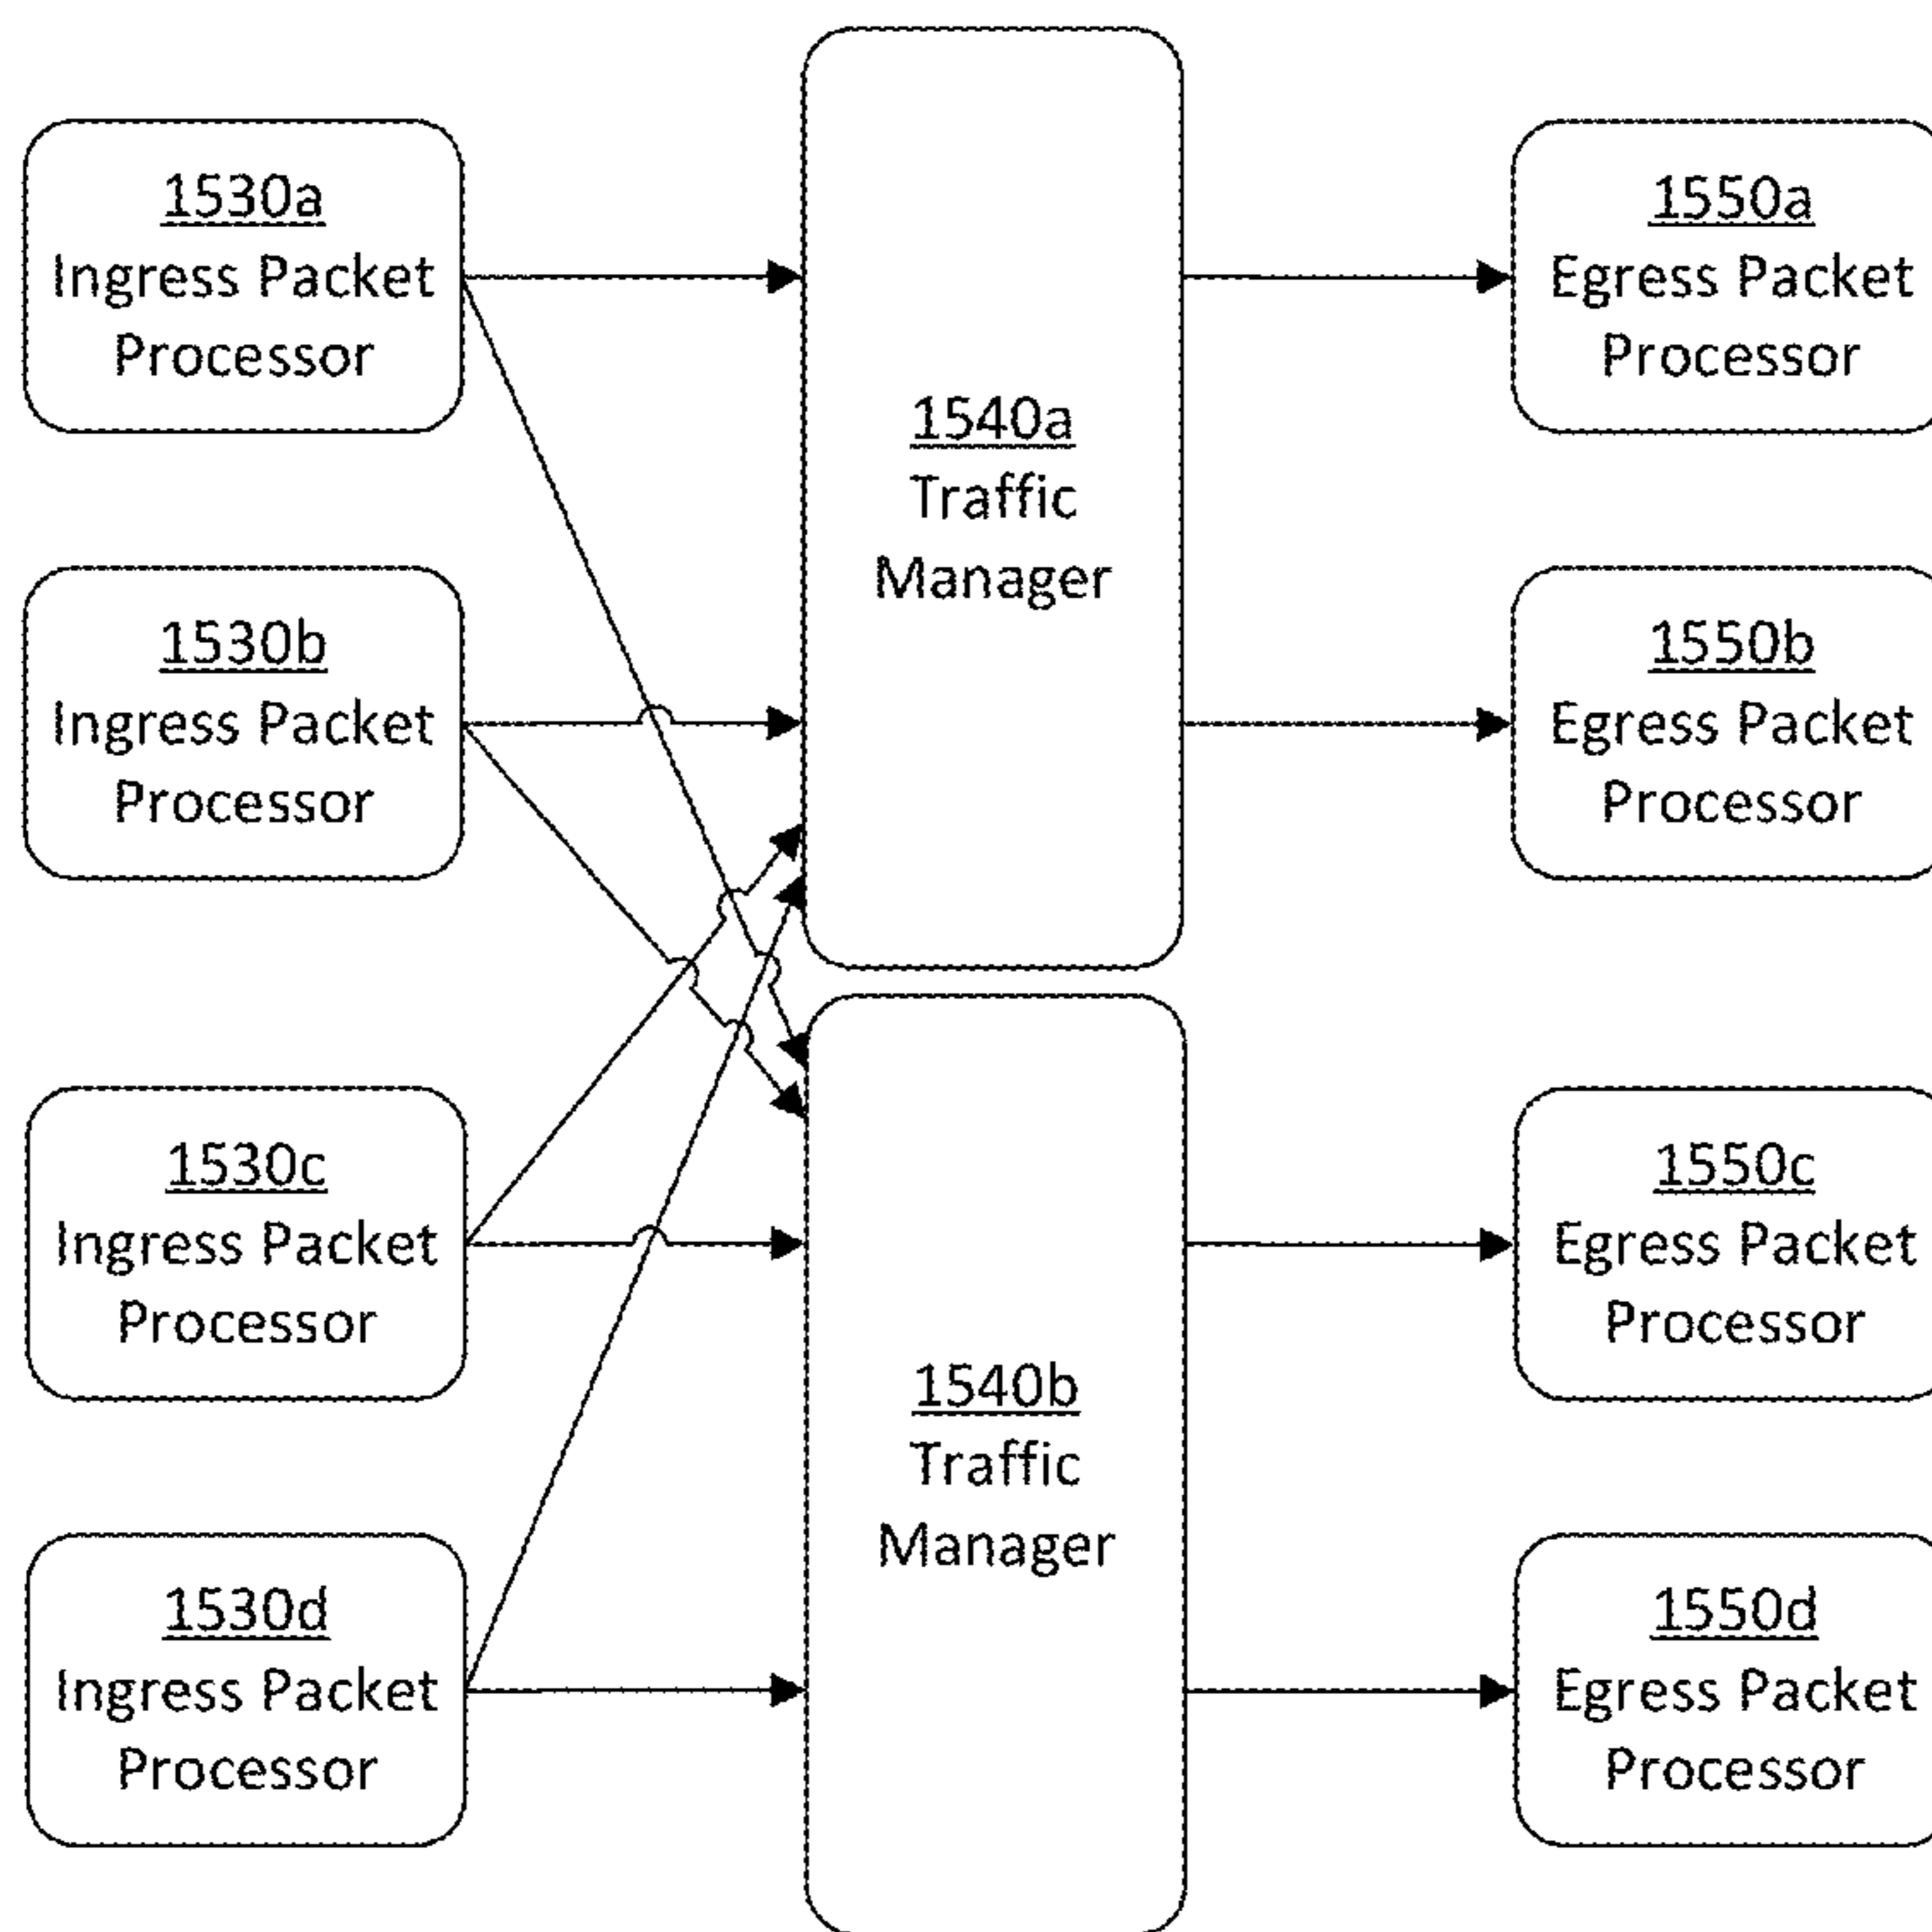 1530a
Ingress Packet
Processor
1530b
Ingress Packet
Processor
1530c
Ingress Packet
Processor
1530d
Ingress Packet
Processor
1540a
Traffic
Manager
1540b
Traffic
Manager
1550a
Egress Packet
Processor
1550b
Egress Packet
Processor
1550c
Egress Packet
Processor
1550d
Egress Packet
Processor